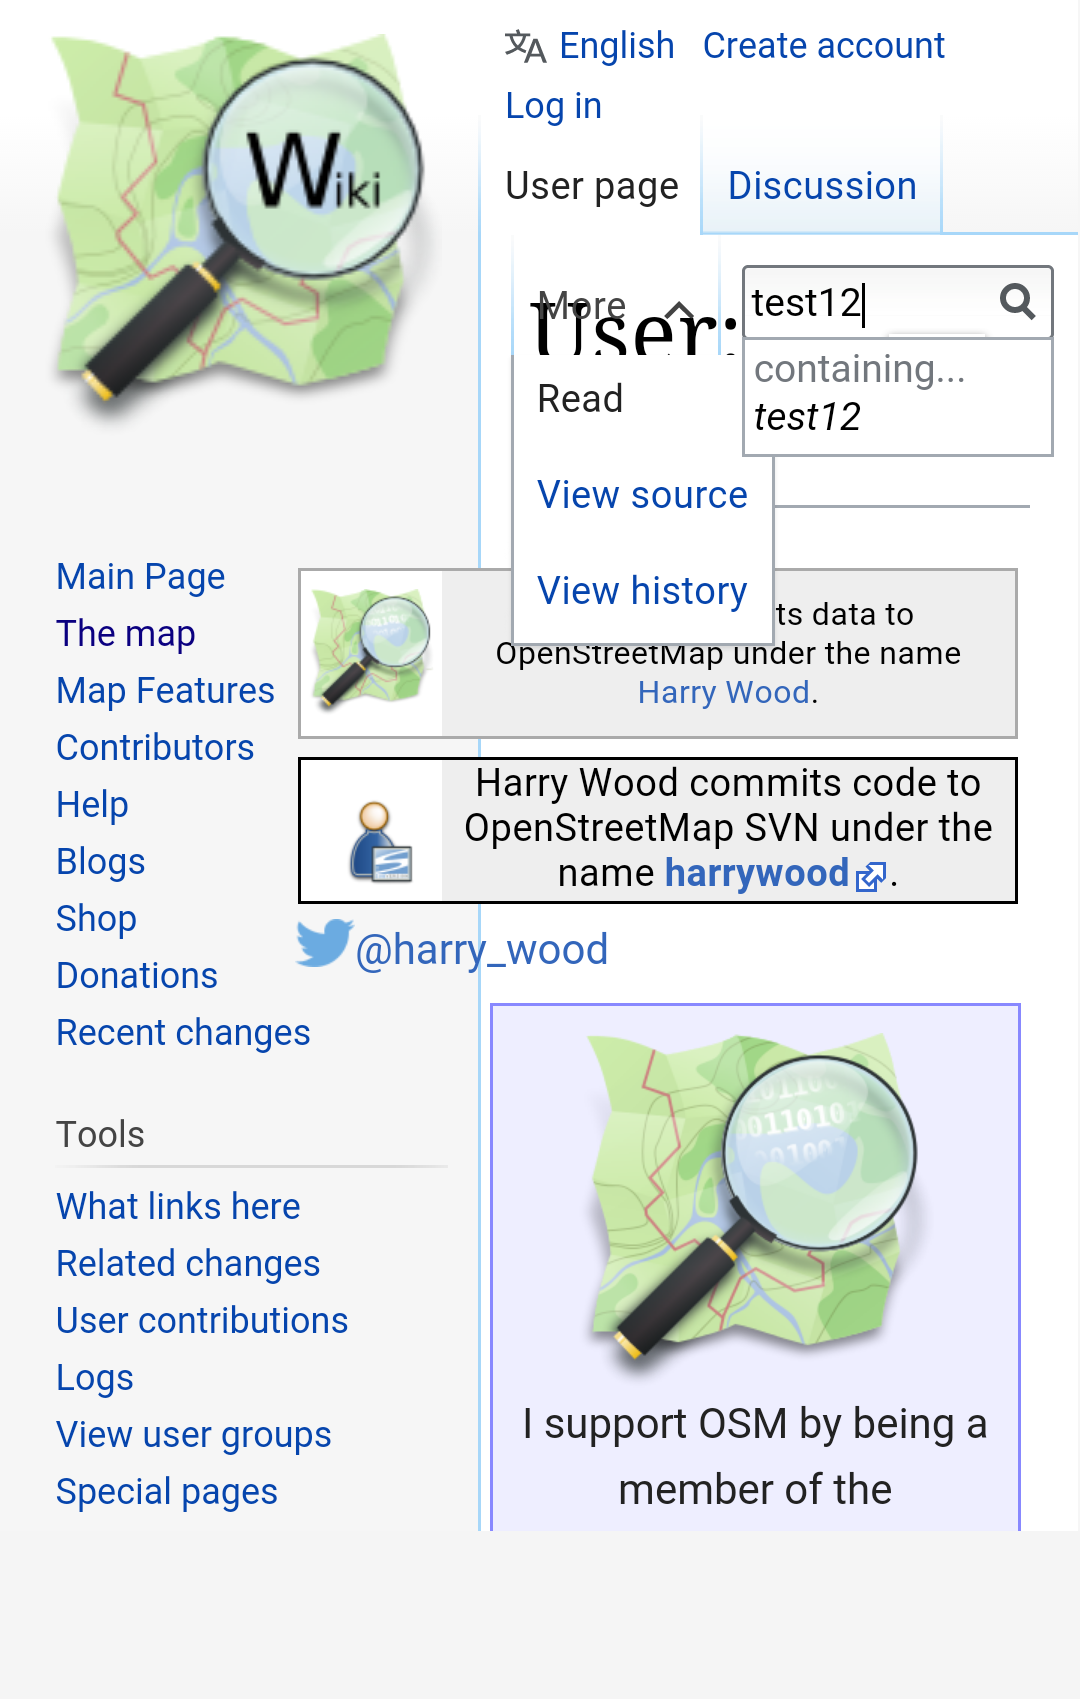 Wiki
English Create account
Log in
User page Discussion
More
User:
test12
containing...
test12
Read
View source
View history
Main Page
The map
Map Features
Contributors
Help
Blogs
Shop
Donations
Recent changes
Tools
What links here
Related changes
User contributions
Logs
View user groups
Special pages
ts data to
OpenStreetMap under the name
Harry Wood.
Harry Wood commits code to
OpenStreetMap SVN under the
name harrywood.
@harry_wood
I support OSM by being a
member of the